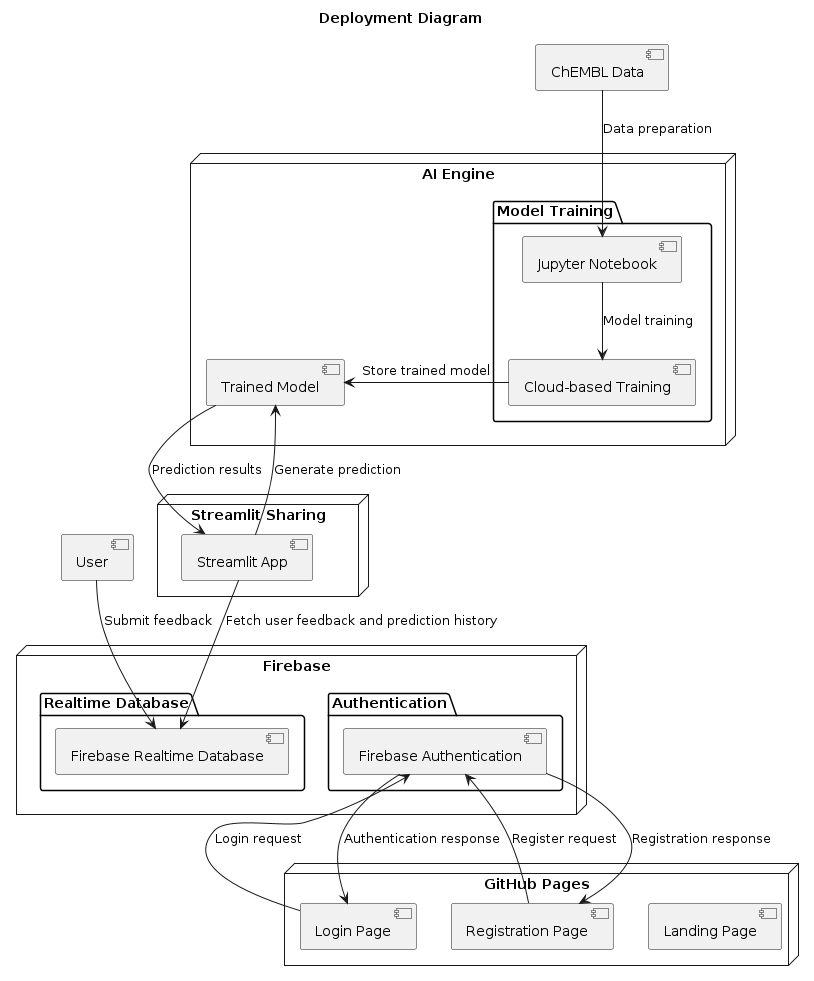 Deployment Diagram
ChEMBL Data
Data preparation
AI Engine
Model Training
Jupyter Notebook
Model training
Trained Model
Store trained model
Cloud-based Training
Prediction results
Generate prediction
Streamlit Sharing
User
Streamlit App
Submit feedback
Fetch user feedback and prediction history
Firebase
Realtime Database
Authentication
Firebase Realtime Database
Firebase Authentication
Login request
Authentication response
Register request
Registration response
GitHub Pages
Login Page
Registration Page
Landing Page